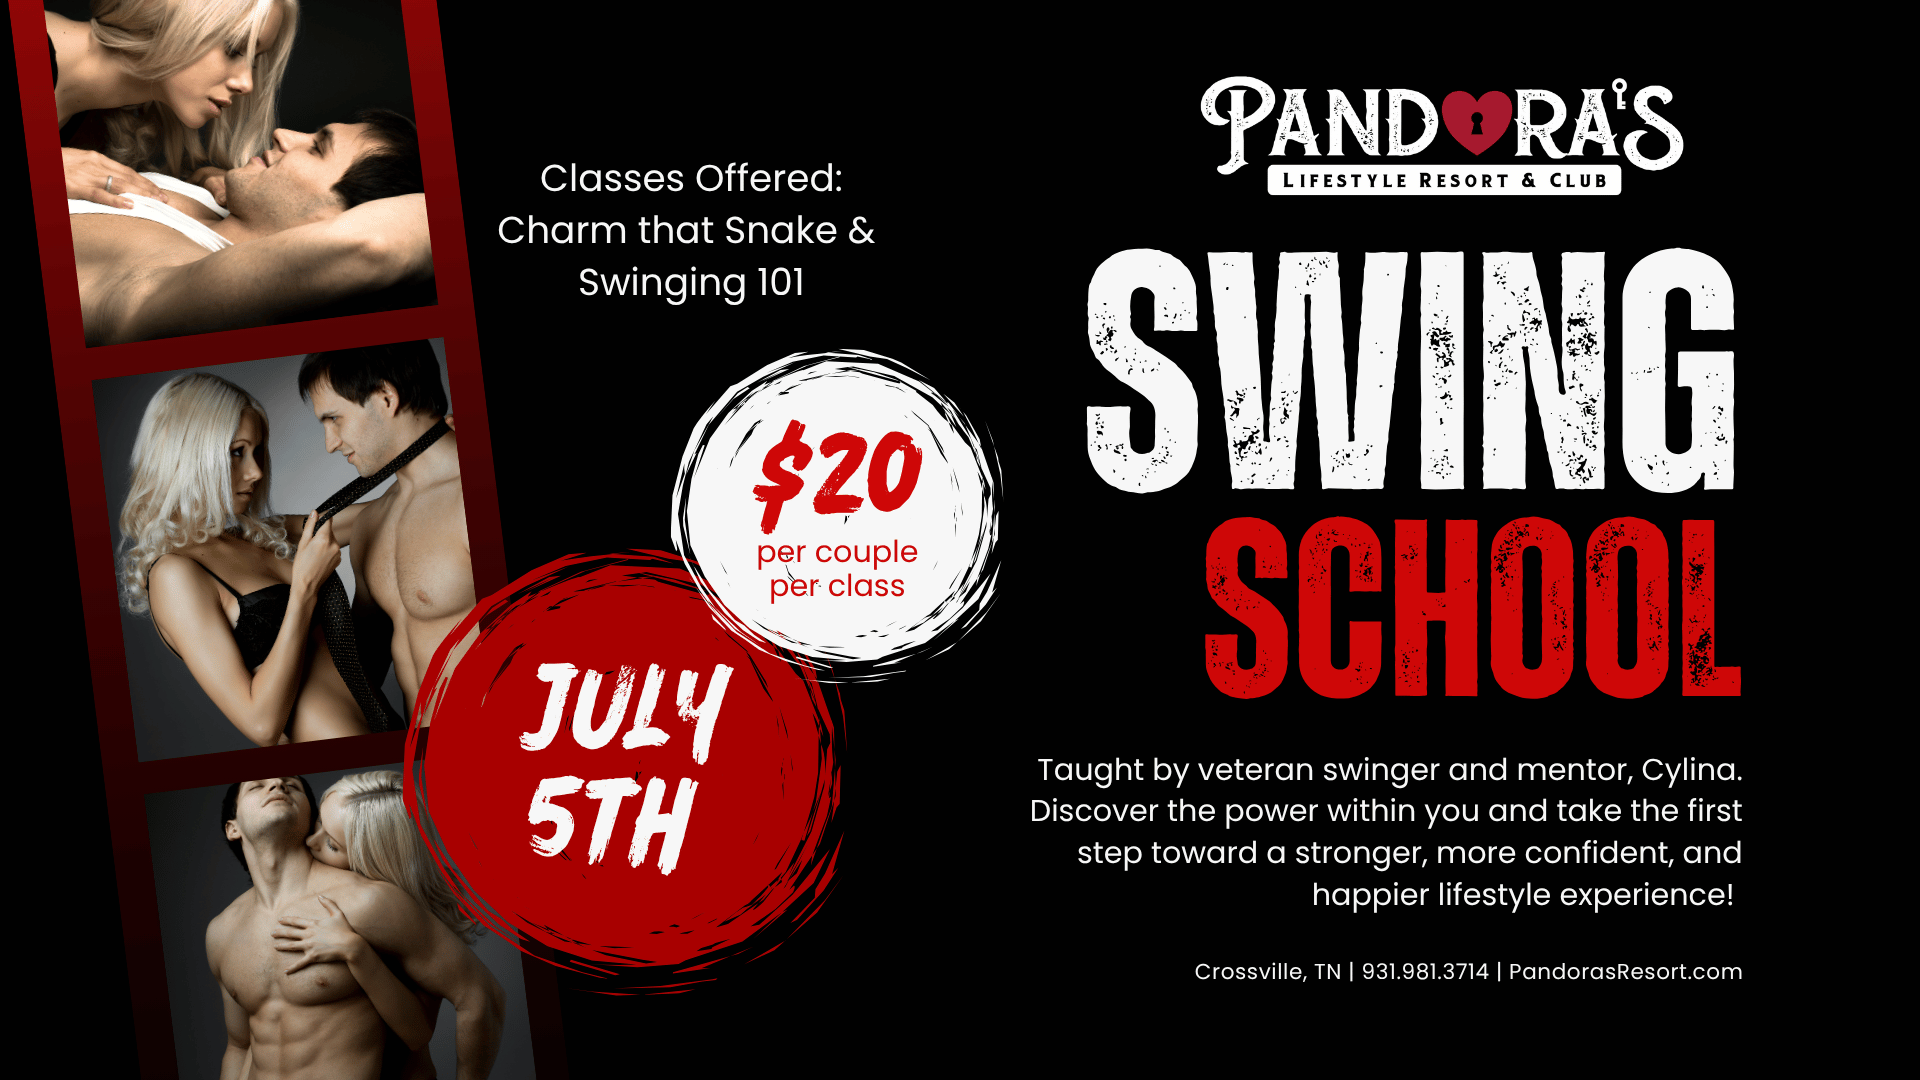 PANDORA'S
LIFESTYLE RESORT & CLUB
Classes Offered:
Charm that Snake &
Swinging 101
SWING
SCHOOL
$20
per couple
per class
JULY
5TH
Taught by veteran swinger and mentor, Cylina.
Discover the power within you and take the first
step toward a stronger, more confident, and
happier lifestyle experience!
Crossville, TN | 931.981.3714 | PandorasResort.com